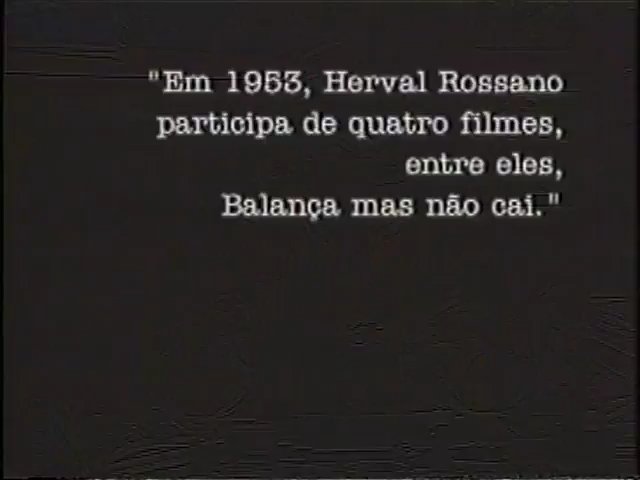 "Em 1953, Herval Rossano
participa de quatro filmes,
entre eles,
Balança mas não cai."